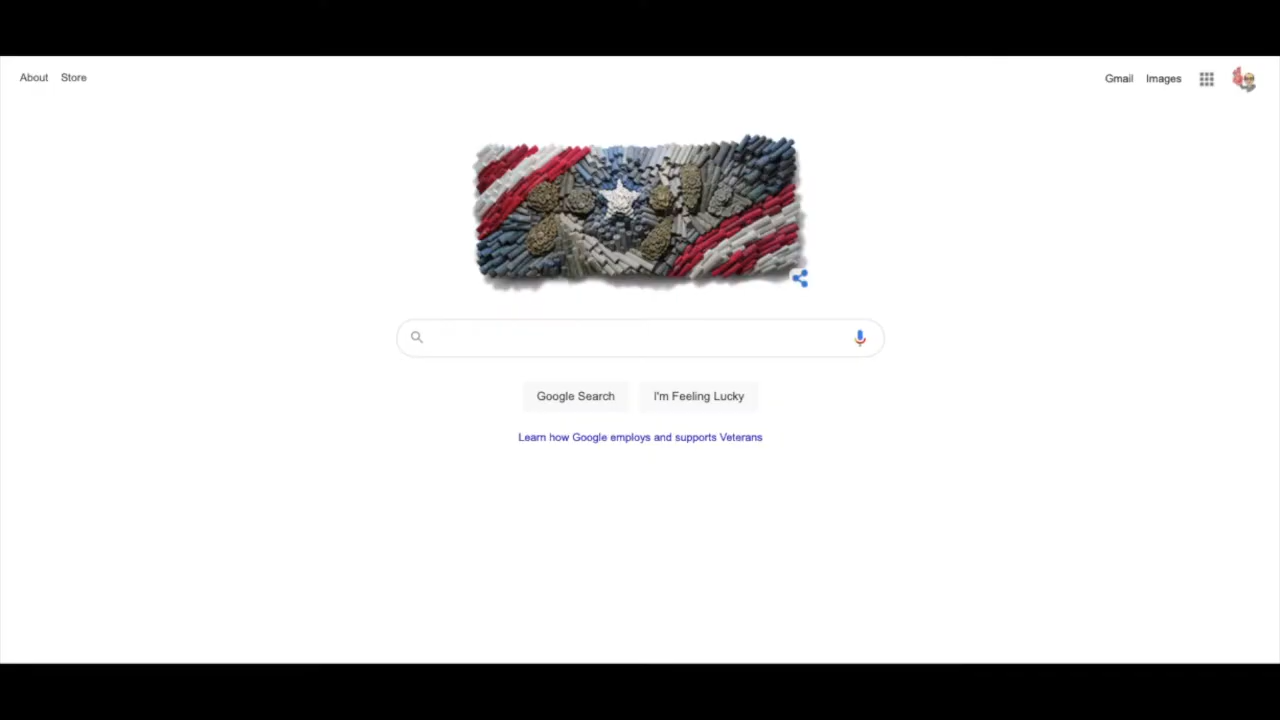 About Store
Gmail Images
Google Search I'm Feeling Lucky
Learn how Google employs and supports Veterans